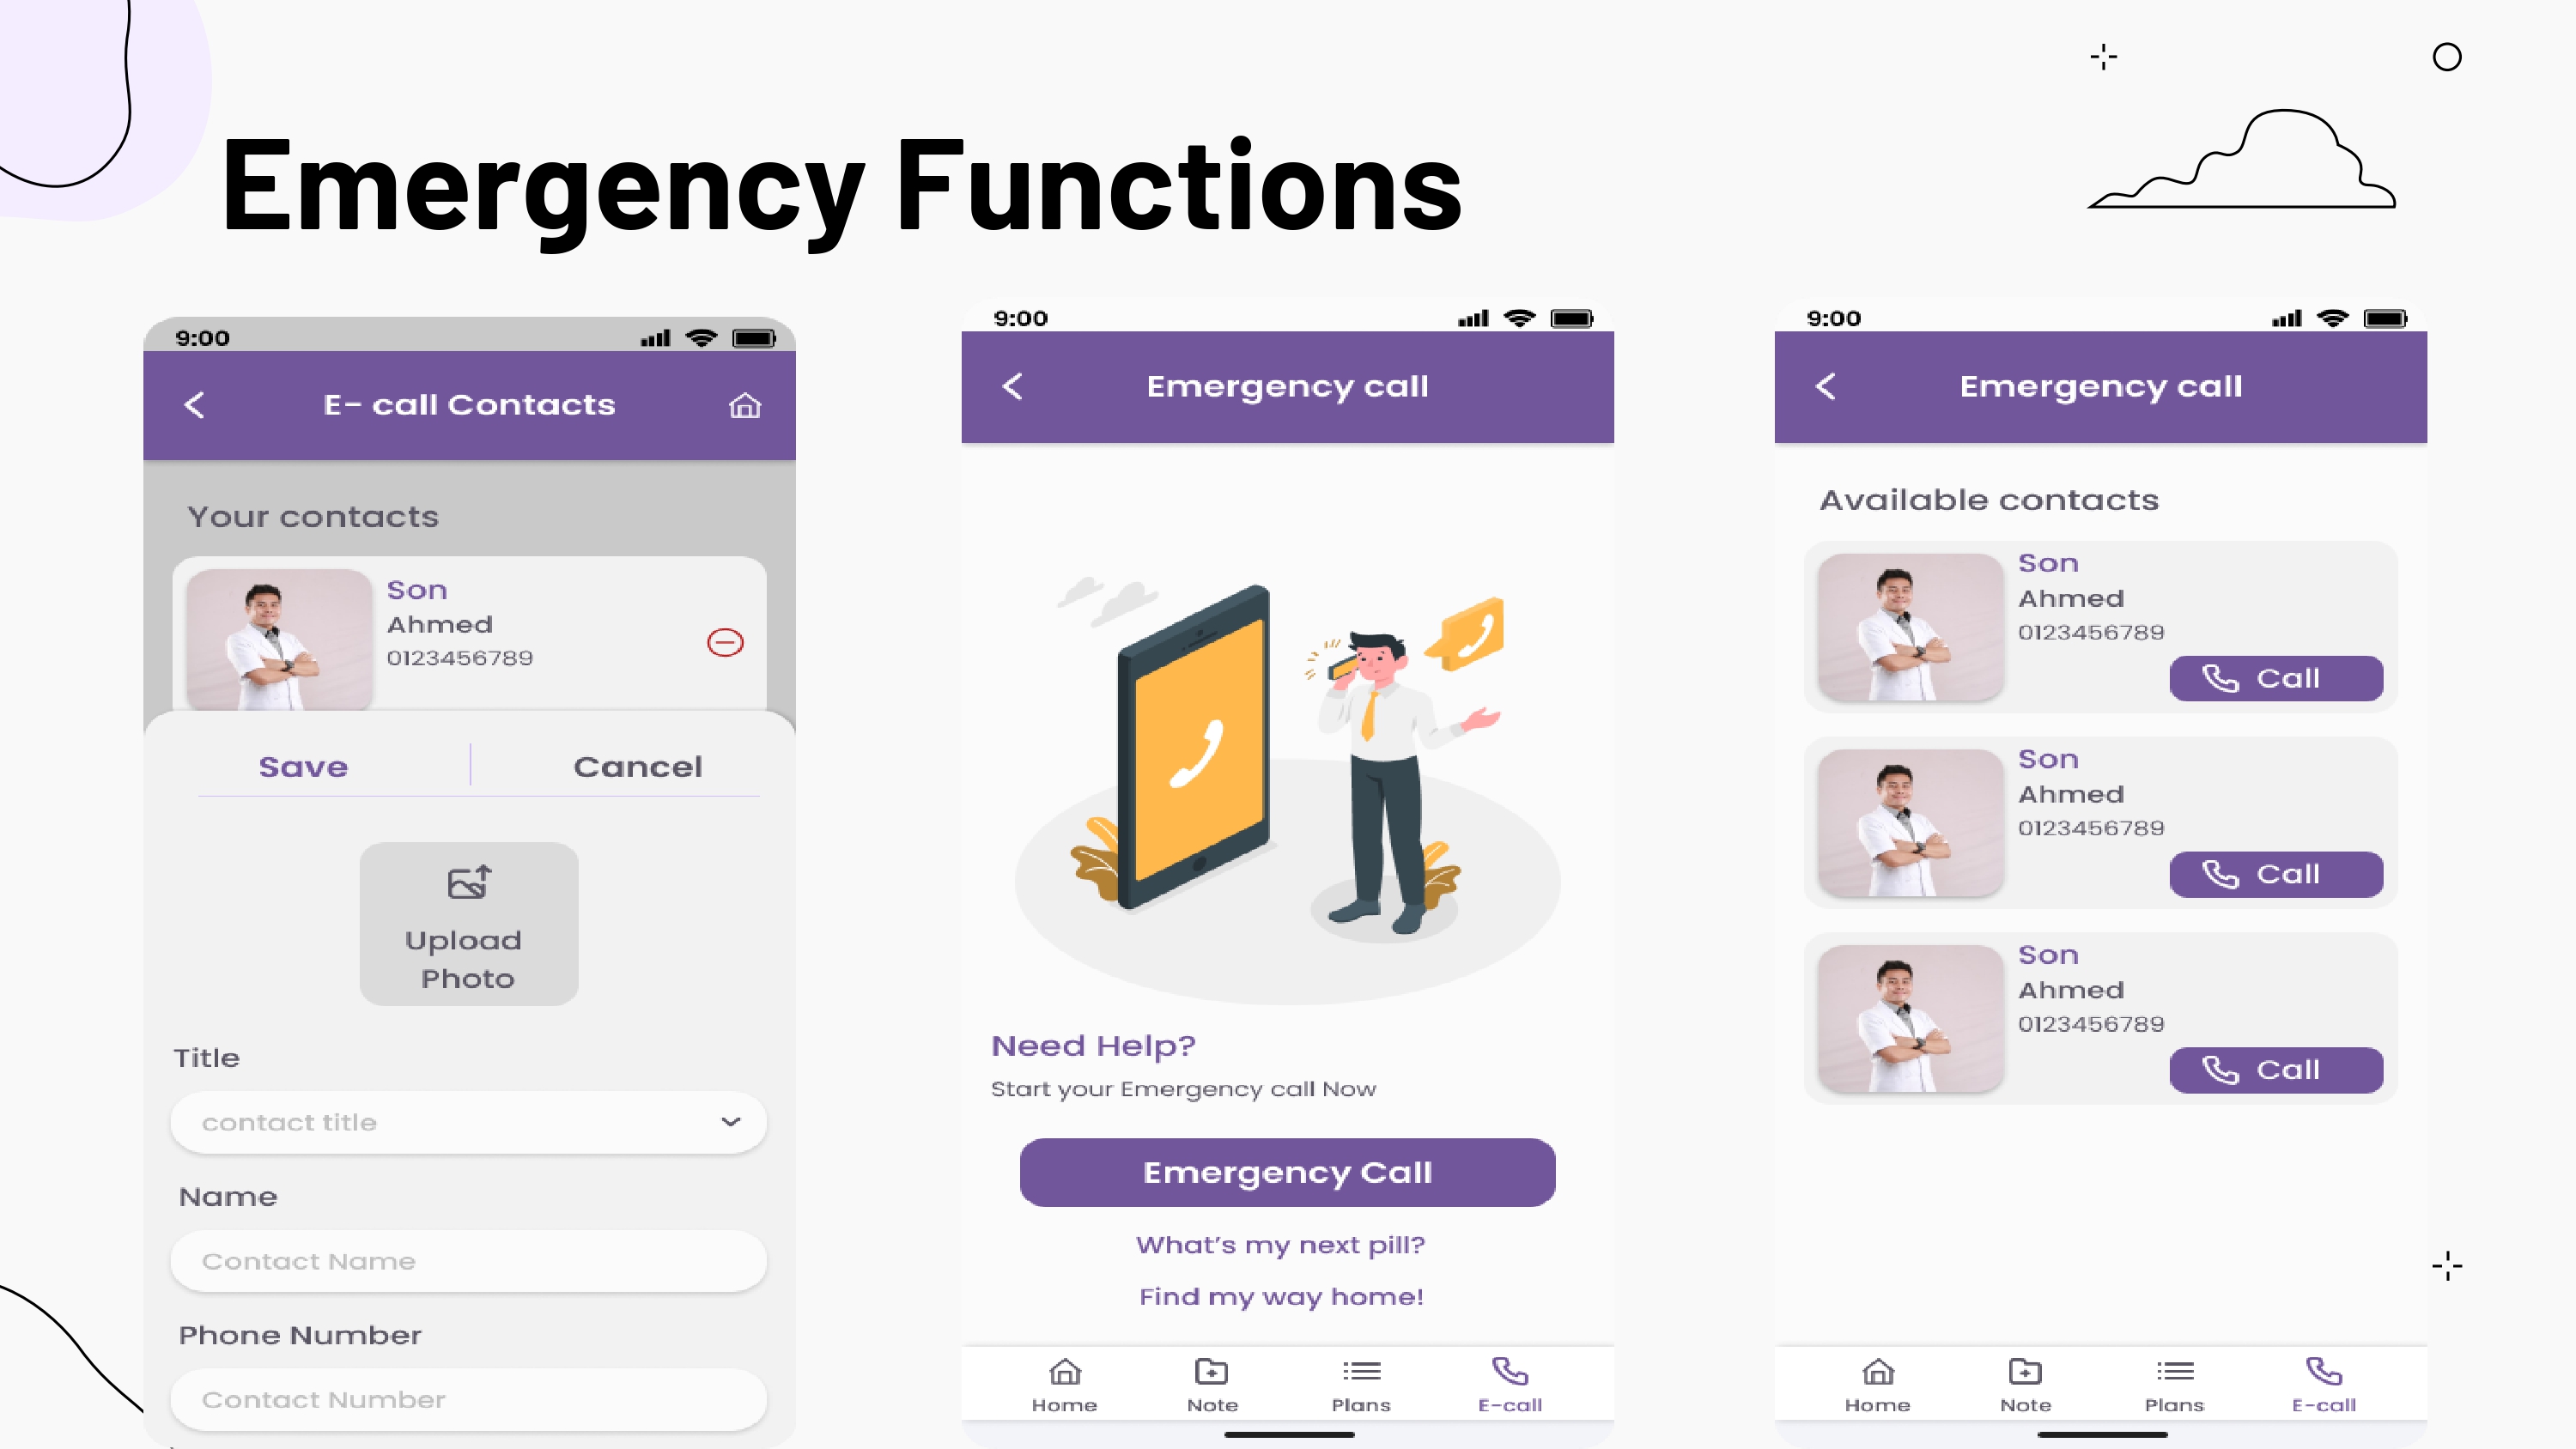 Emergency Functions
9:00
E- call Contacts
Your contacts
Son
Ahmed
0123456789
Save
Cancel
Upload
Photo
Title
contact title
Name
Contact Name
Phone Number
Contact Number
9:00
Emergency call
Need Help?
Start your Emergency call Now
Emergency Call
What's my next pill?
Find my way home!
Home
Note
Plans
E-call
9:00
Emergency call
Available contacts
Son
Ahmed
0123456789
Call
Son
Ahmed
0123456789
Call
Son
Ahmed
0123456789
Call
Home
Note
Plans
E-call